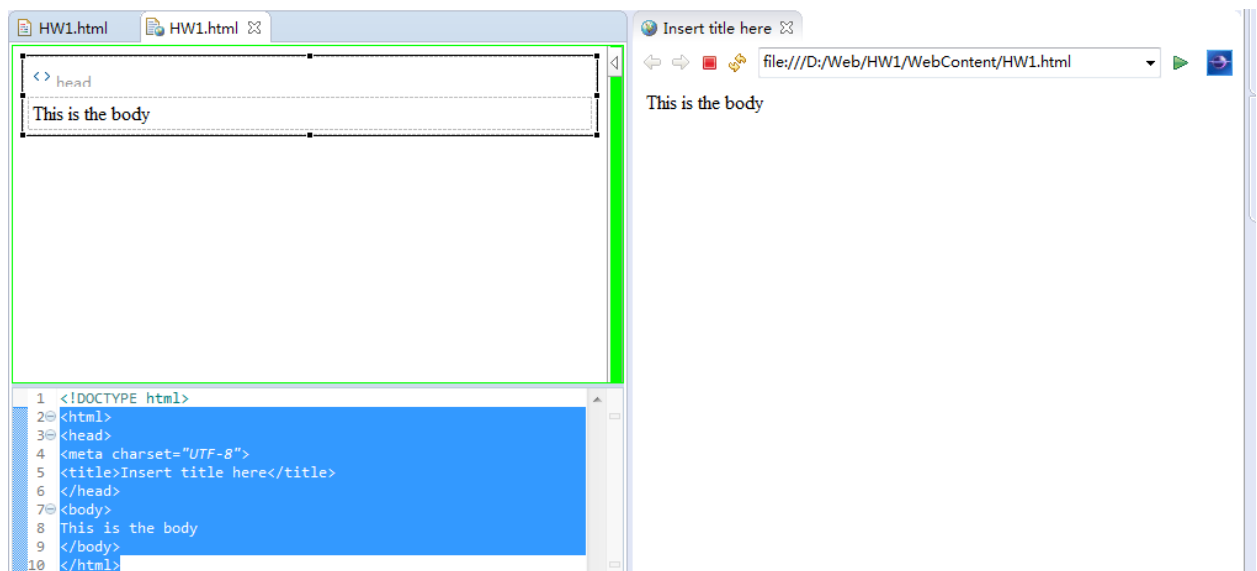 HW1.html
HW1.html
Insert title here
file:///D:/Web/HW1/WebContent/HW1.html
<> head
This is the body
This is the body
1 <!DOCTYPE html>
2 <html>
3 <head>
4 <meta charset="UTF-8">
5 <title>Insert title here</title>
6 </head>
7 <body>
8 This is the body
9 </body>
10 </html>